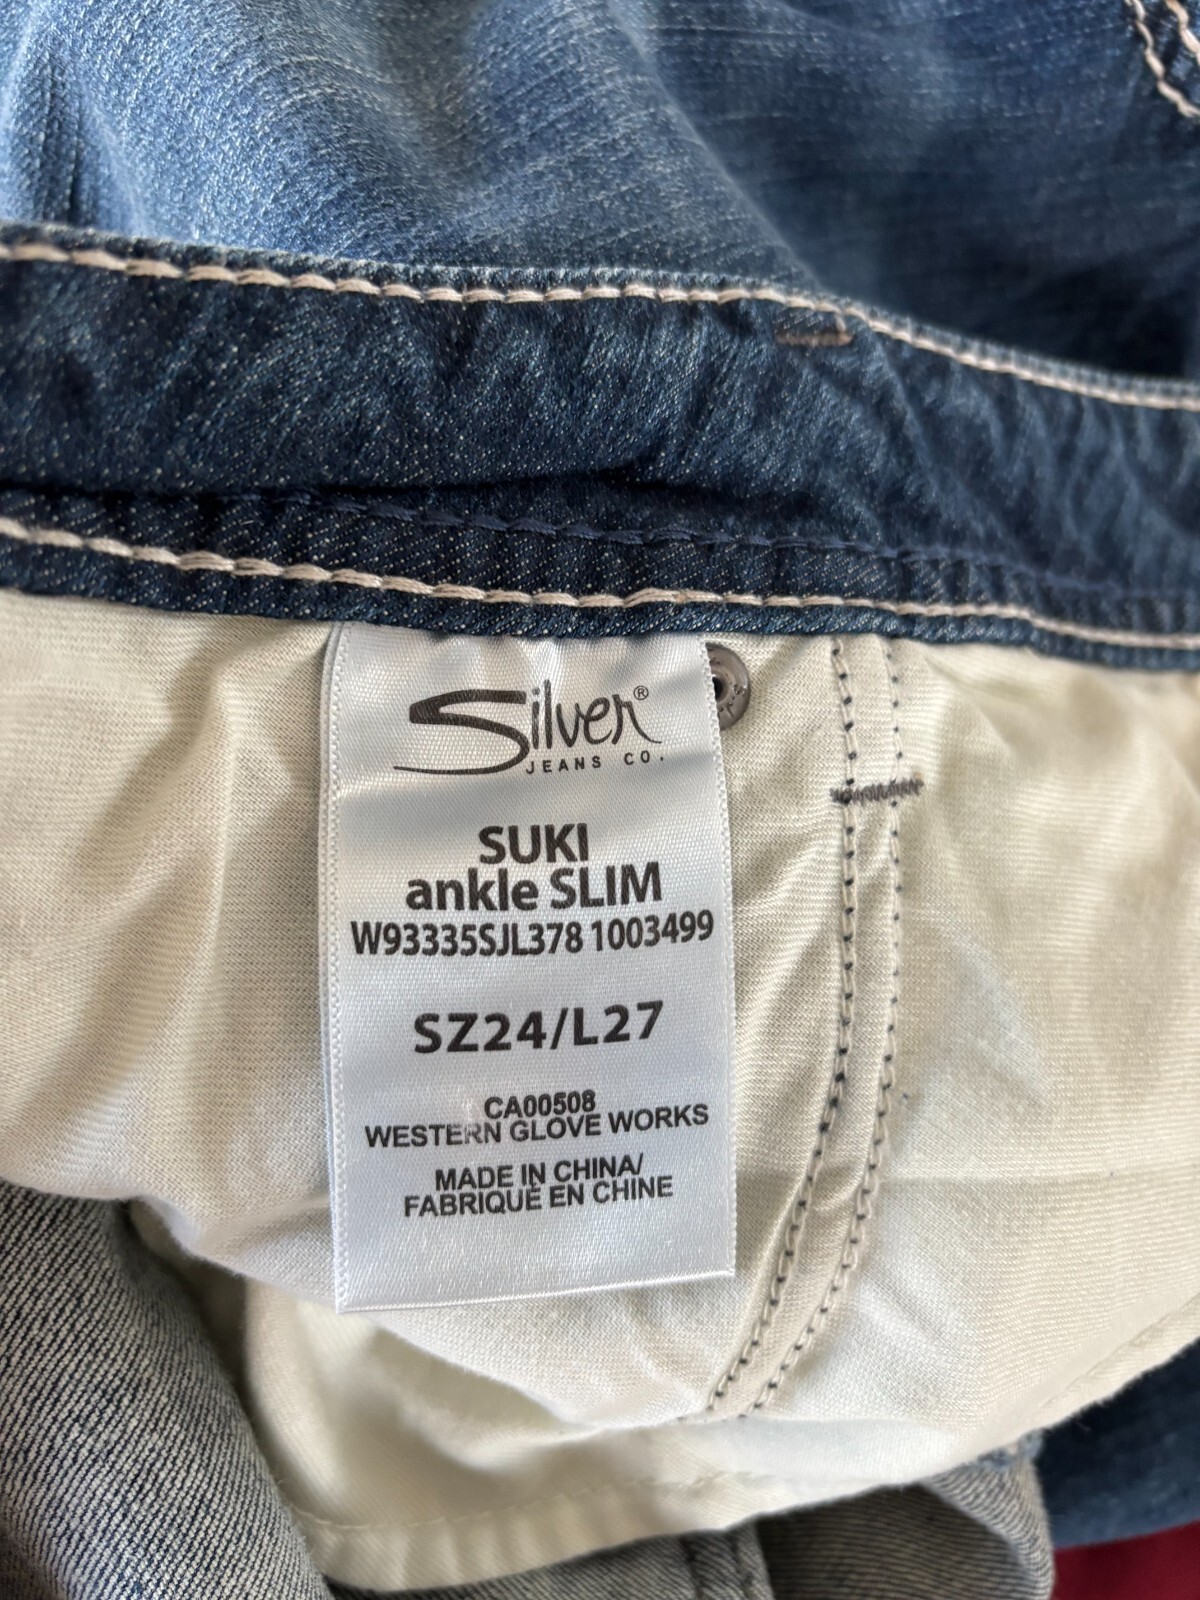 Silver®
JEANS CO.
SUKI
ankle SLIM
W93335SJL378 1003499
SZ24/L27
CA00508
WESTERN GLOVE WORKS
MADE IN CHINA/
FABRIQUÉ EN CHINE